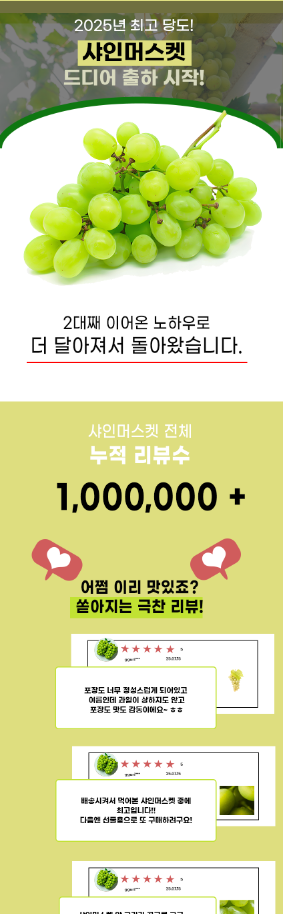 2025년 최고 당도!
샤인머스켓
드디어 출하 시작!
2대째 이어온 노하우로
더 달아져서 돌아왔습니다.
샤인머스켓 전체
누적 리뷰수
1,000,000 +
어쩜 이리 맛있죠?
쏟아지는 극찬 리뷰!
5
포장도 너무 정성스럽게 되어있고
여름인데 과일이 상하지도 않고
포장도 맛도 감동이에요~ ㅎㅎ
5
배송시켜서 먹어본 샤인머스켓 중에
최고입니다!!
다음엔 선물용으로 또 구매하려구요!
5